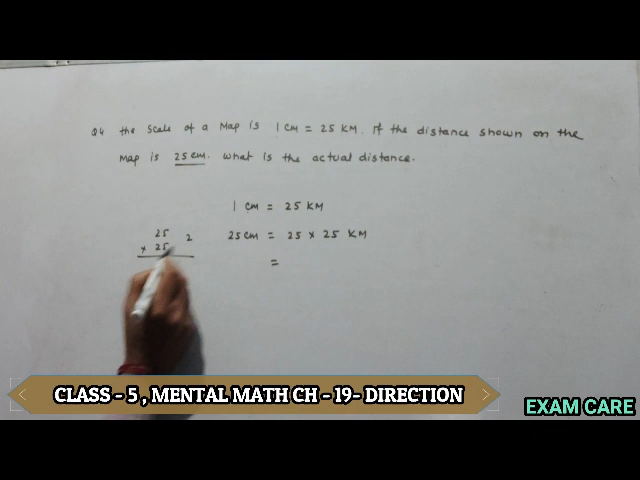 Q4 the Scale of a Map is 1 CM = 25 KM. If the distance shown on the
Map is 25 cm. What is the actual distance.
1 CM = 25 KM
25 2
25 CM = 25 × 25 KM
× 25
=
CLASS - 5 , MENTAL MATH CH - 19- DIRECTION
EXAM CARE